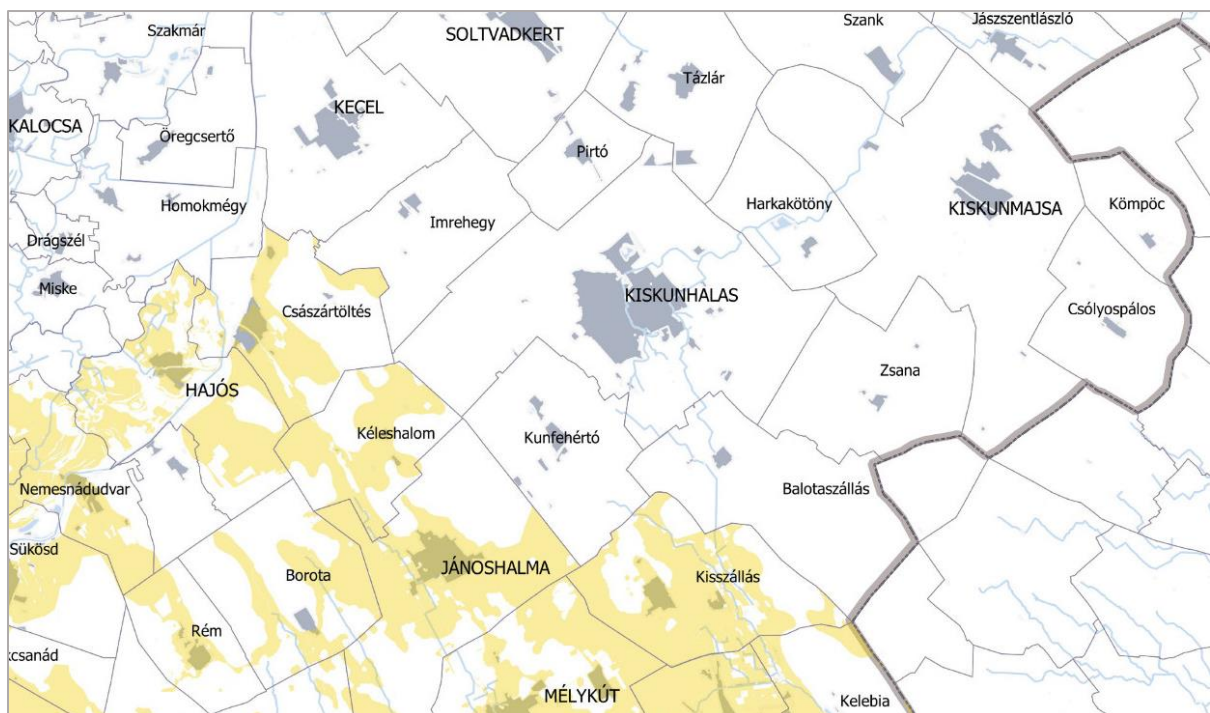 Szakmár
SOLTVADKERT
Szank
Jászszentlászló
Tázlár
KECEL
KALOCSA
Öregcsertő
Pirtó
Homokmégy
Imrehegy
Harkakötöny
KISKUNMAJSA
Kömpöc
Drágszél
Miske
KISKUNHALAS
Császártöltés
Csólyospálos
HAJÓS
Zsana
Kéleshalom
Kunfehértó
Nemesnádudvar
Balotaszállás
Sükösd
Borota
JÁNOSHALMA
Kisszállás
Rém
kcsanád
MÉLYKÚT
Kelebia